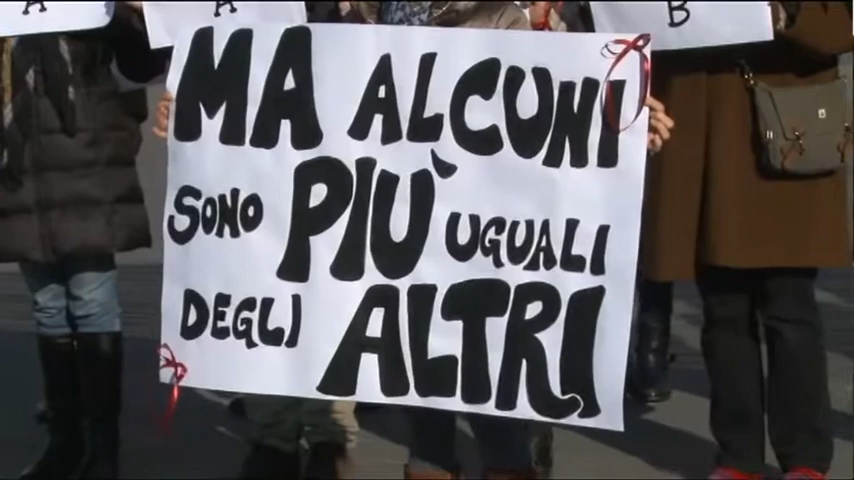 A A B
MA ALCUNI
SONO PIÙ UGUALI
DEGLI ALTRI